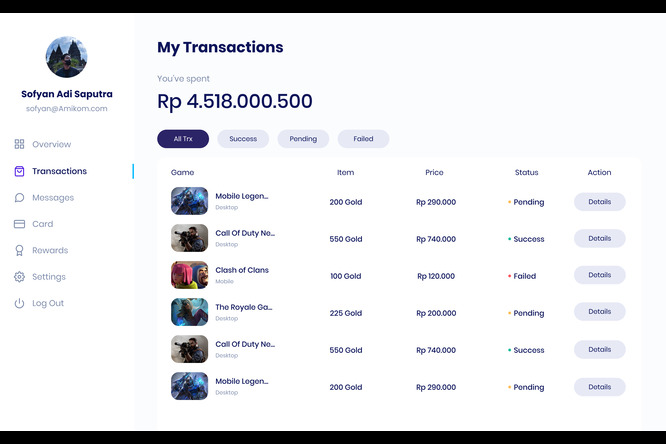 Sofyan Adi Saputra
sofyan@Amikom.com
Overview
Transactions
Messages
Card
Rewards
Settings
Log Out
My Transactions
You've spent
Rp 4.518.000.500
All Trx Success Pending Failed
Game Item Price Status Action
Mobile Legen...
Desktop
200 Gold Rp 290.000 Pending Details
Call Of Duty Ne...
Desktop
550 Gold Rp 740.000 Success Details
Clash of Clans
Mobile
100 Gold Rp 120.000 Failed Details
The Royale Ga...
Desktop
225 Gold Rp 200.000 Pending Details
Call Of Duty Ne...
Desktop
550 Gold Rp 740.000 Success Details
Mobile Legen...
Desktop
200 Gold Rp 290.000 Pending Details